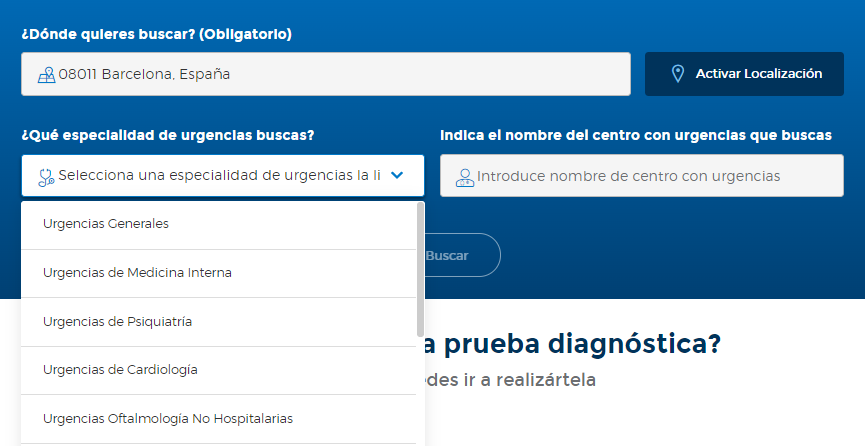 ¿Dónde quieres buscar? (Obligatorio)
08011 Barcelona, España
Activar Localización
¿Qué especialidad de urgencias buscas?
Indica el nombre del centro con urgencias que buscas
Selecciona una especialidad de urgencias la li
Introduce nombre de centro con urgencias
Urgencias Generales
Urgencias de Medicina Interna
Buscar
Urgencias de Psiquiatría
a prueba diagnóstica?
Urgencias de Cardiología
edes ir a realizártela
Urgencias Oftalmología No Hospitalarias